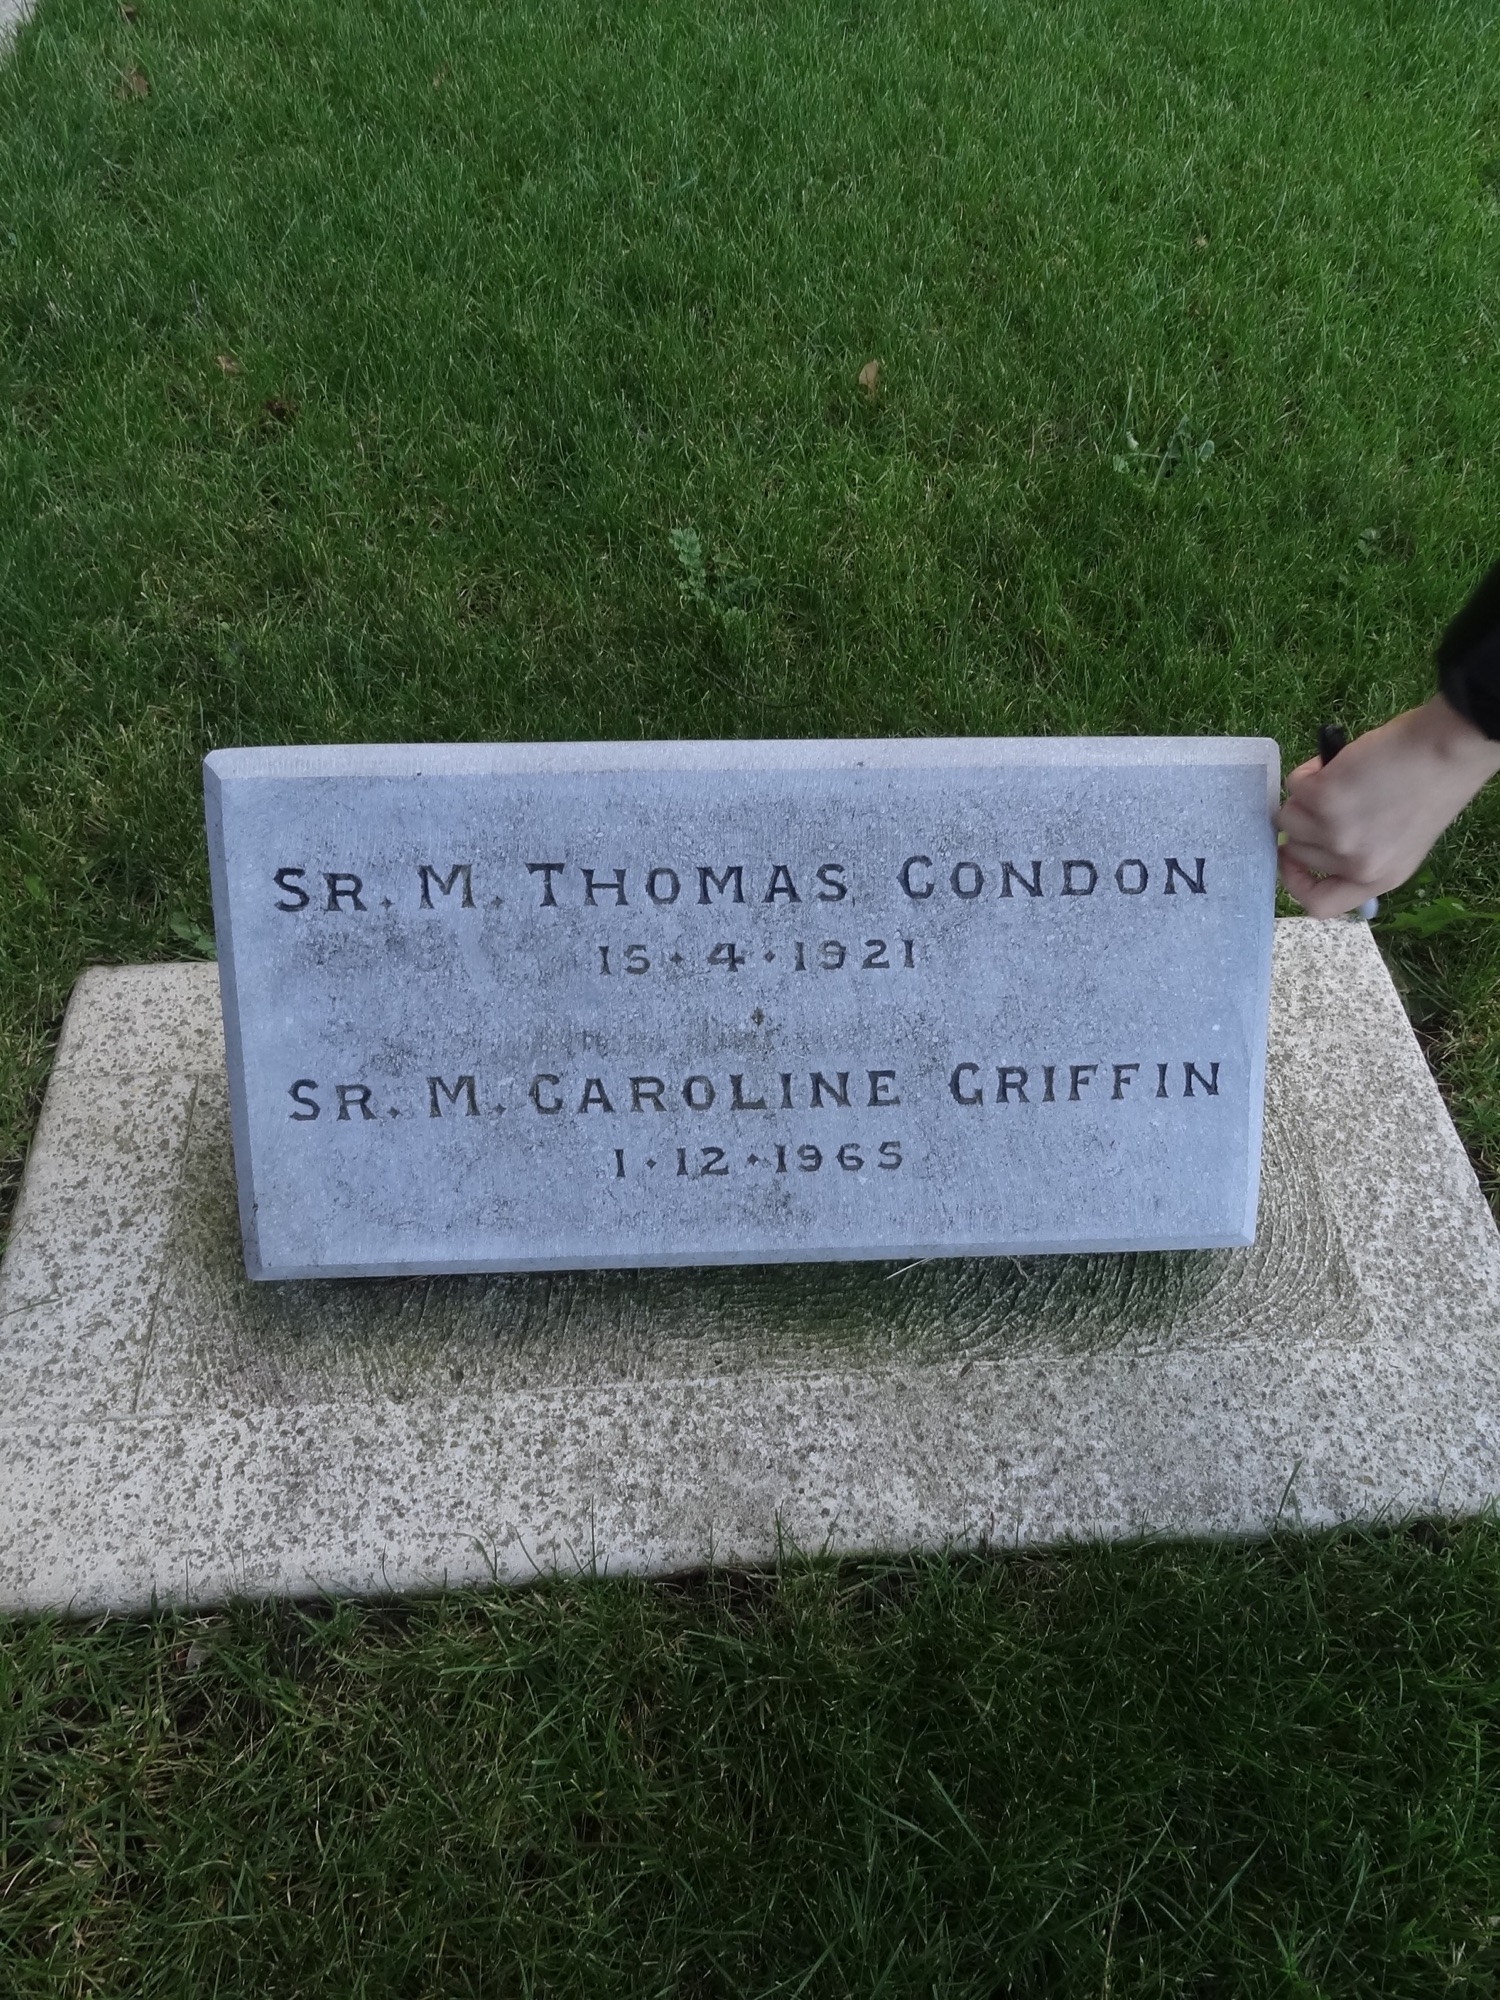 SR. M. THOMAS CONDON
15·4·1921
SR. M. CAROLINE GRIFFIN
1·12·1965